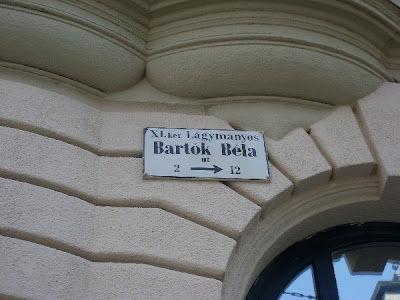 XI.ker. Lágymányos
Bartók Béla
út
2 → 12